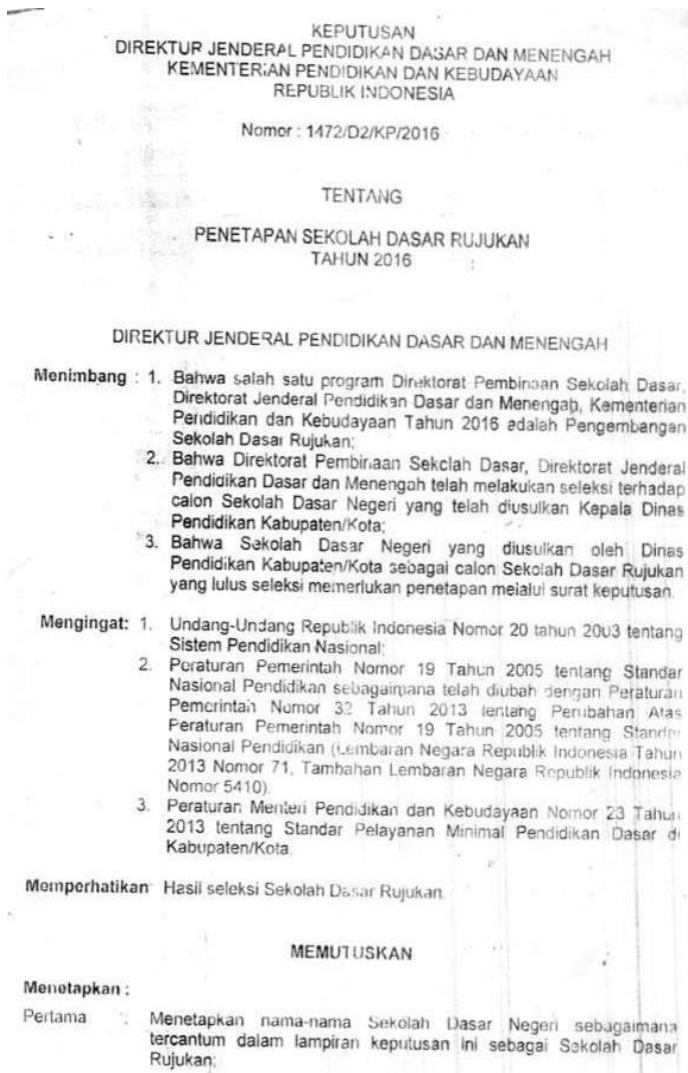 KEPUTUSAN
DIREKTUR JENDERAL PENDIDIKAN DASAR DAN MENENGAH
KEMENTERIAN PENDIDIKAN DAN KEBUDAYAAN
REPUBLIK INDONESIA
Nomor : 1472/D2/KP/2016
TENTANG
PENETAPAN SEKOLAH DASAR RUJUKAN
TAHUN 2016
DIREKTUR JENDERAL PENDIDIKAN DASAR DAN MENENGAH
Menimbang : 1. Bahwa salah satu program Direktorat Pembinaan Sekolah Dasar,
Direktorat Jenderal Pendidikan Dasar dan Menengah, Kementerian
Pendidikan dan Kebudayaan Tahun 2016 adalah Pengembangan
Sekolah Dasar Rujukan;
2. Bahwa Direktorat Pembinaan Sekolah Dasar, Direktorat Jenderal
Pendidikan Dasar dan Menengah telah melakukan seleksi terhadap
calon Sekolah Dasar Negeri yang telah diusulkan Kepala Dinas
Pendidikan Kabupaten/Kota;
3. Bahwa Sekolah Dasar Negeri yang diusulkan oleh Dinas
Pendidikan Kabupaten/Kota sebagai calon Sekolah Dasar Rujukan
yang lulus seleksi memerlukan penetapan melalui surat keputusan.
Mengingat: 1. Undang-Undang Republik Indonesia Nomor 20 tahun 2003 tentang
Sistem Pendidikan Nasional;
2. Peraturan Pemerintah Nomor 19 Tahun 2005 tentang Standar
Nasional Pendidikan sebagaimana telah diubah dengan Peraturan
Pemerintah Nomor 32 Tahun 2013 tentang Perubahan Atas
Peraturan Pemerintah Nomor 19 Tahun 2005 tentang Standar
Nasional Pendidikan (Lembaran Negara Republik Indonesia Tahun
2013 Nomor 71, Tambahan Lembaran Negara Republik Indonesia
Nomor 5410).
3. Peraturan Menteri Pendidikan dan Kebudayaan Nomor 23 Tahun
2013 tentang Standar Pelayanan Minimal Pendidikan Dasar di
Kabupaten/Kota.
Memperhatikan Hasil seleksi Sekolah Dasar Rujukan.
MEMUTUSKAN
Menetapkan :
Pertama : Menetapkan nama-nama Sekolah Dasar Negeri sebagaimana
tercantum dalam lampiran keputusan ini sebagai Sekolah Dasar
Rujukan;